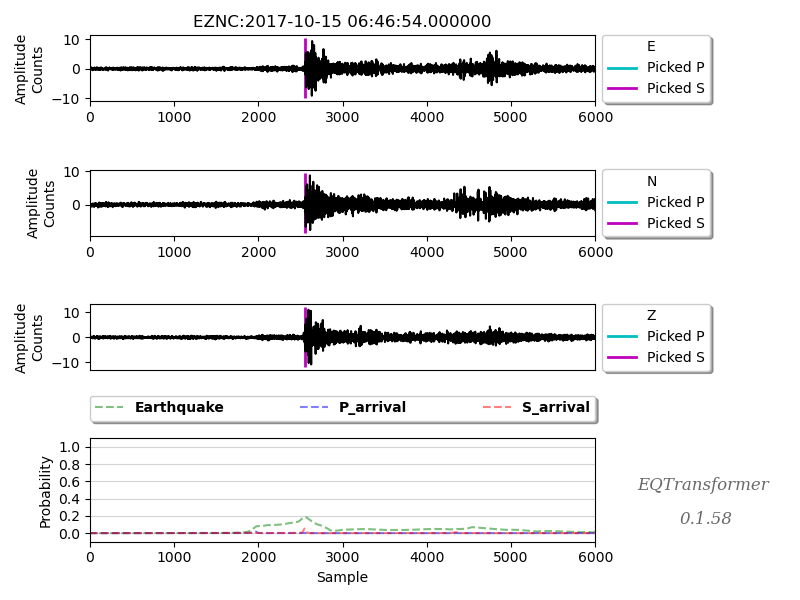 EZNC:2017-10-15 06:46:54.000000
Amplitude
Counts
10
0
−10
0 1000 2000 3000 4000 5000 6000
E
Picked P
Picked S
Amplitude
Counts
10
0
0 1000 2000 3000 4000 5000 6000
N
Picked P
Picked S
Amplitude
Counts
10
0
−10
0 1000 2000 3000 4000 5000 6000
Z
Picked P
Picked S
Earthquake P_arrival S_arrival
Probability
1.0
0.8
0.6
0.4
0.2
0.0
0 1000 2000 3000 4000 5000 6000
Sample
EQTransformer
0.1.58